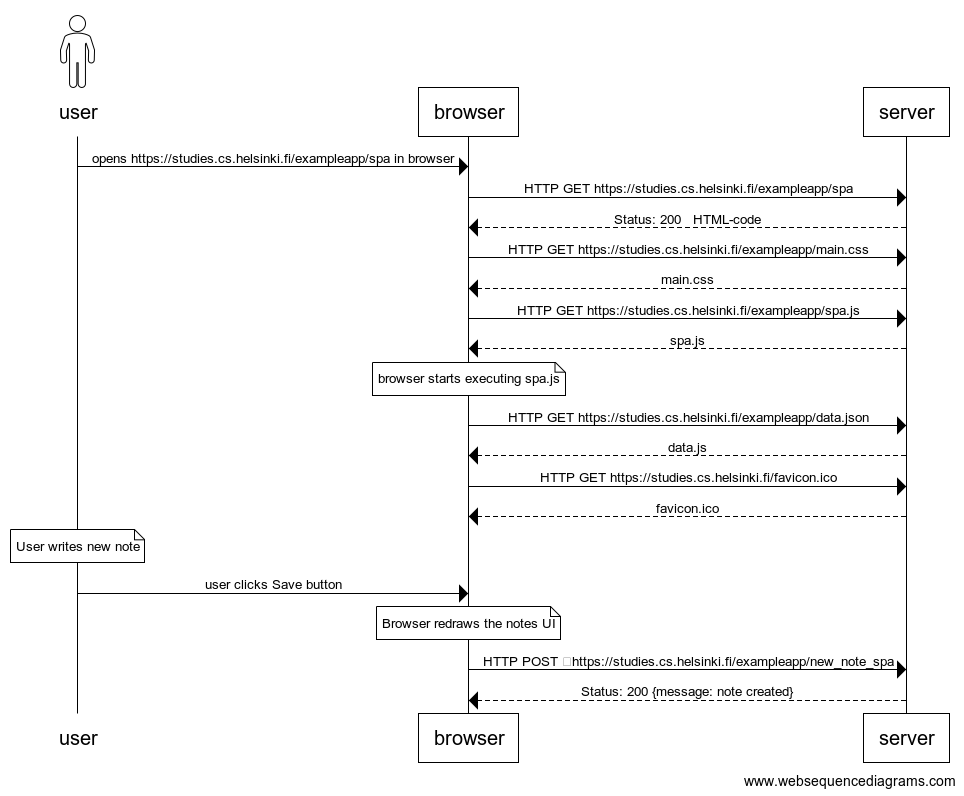 user
browser
server
opens https://studies.cs.helsinki.fi/exampleapp/spa in browser
HTTP GET https://studies.cs.helsinki.fi/exampleapp/spa
Status: 200   HTML-code
HTTP GET https://studies.cs.helsinki.fi/exampleapp/main.css
main.css
HTTP GET https://studies.cs.helsinki.fi/exampleapp/spa.js
spa.js
browser starts executing spa.js
HTTP GET https://studies.cs.helsinki.fi/exampleapp/data.json
data.js
HTTP GET https://studies.cs.helsinki.fi/favicon.ico
favicon.ico
User writes new note
user clicks Save button
Browser redraws the notes UI
HTTP POST https://studies.cs.helsinki.fi/exampleapp/new_note_spa
Status: 200 {message: note created}
user
browser
server
www.websequencediagrams.com